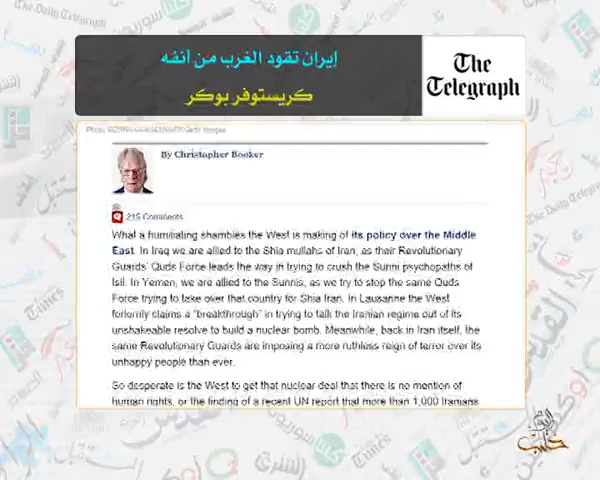 إيران تقود الغرب من أنفه
كريستوفر بوكر
The
Telegraph
By Christopher Booker
215 Comments
What a humiliating shambles the West is making of its policy over the Middle
East. In Iraq we are allied to the Shia mullahs of Iran, as their Revolutionary
Guards' Quds Force leads the way in trying to crush the Sunni psychopaths of
Isil. In Yemen, we are allied to the Sunnis, as we try to stop the same Quds
Force trying to take over that country for Shia Iran. In Lausanne the West
forlornly claims a "breakthrough" in trying to talk the Iranian regime out of its
unshakeable resolve to build a nuclear bomb. Meanwhile, back in Iran itself, the
same Revolutionary Guards are imposing a more ruthless reign of terror over its
unhappy people than ever.
So desperate is the West to get that nuclear deal that there is no mention of
human rights, or the finding of a recent UN report that more than 1,000 Iranians